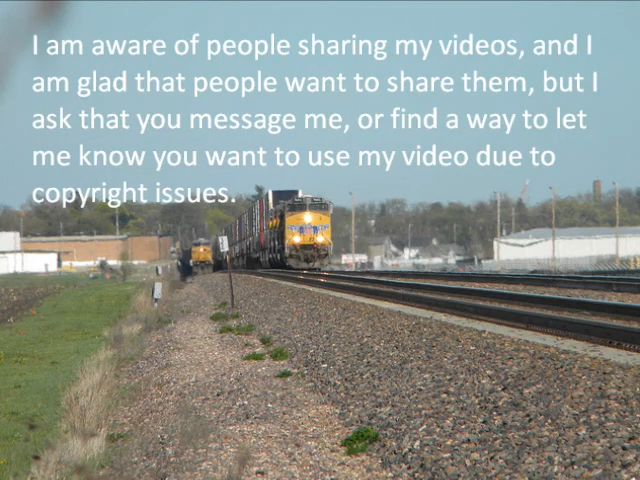 I am aware of people sharing my videos, and I
am glad that people want to share them, but I
ask that you message me, or find a way to let
me know you want to use my video due to
copyright issues.